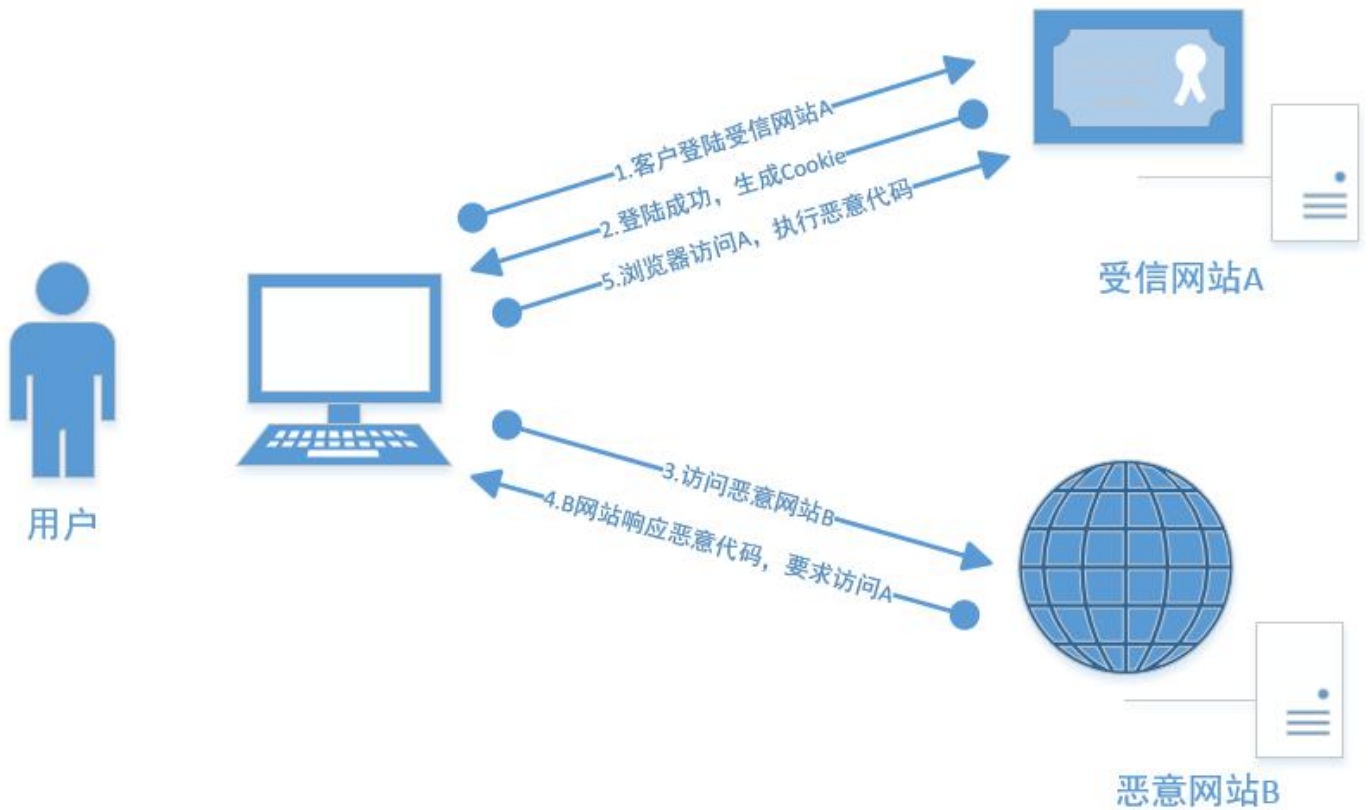 1.客户登陆受信网站A
2.登陆成功，生成Cookie
5.浏览器访问A，执行恶意代码
受信网站A
用户
3.访问恶意网站B
4.B网站响应恶意代码，要求访问A
恶意网站B